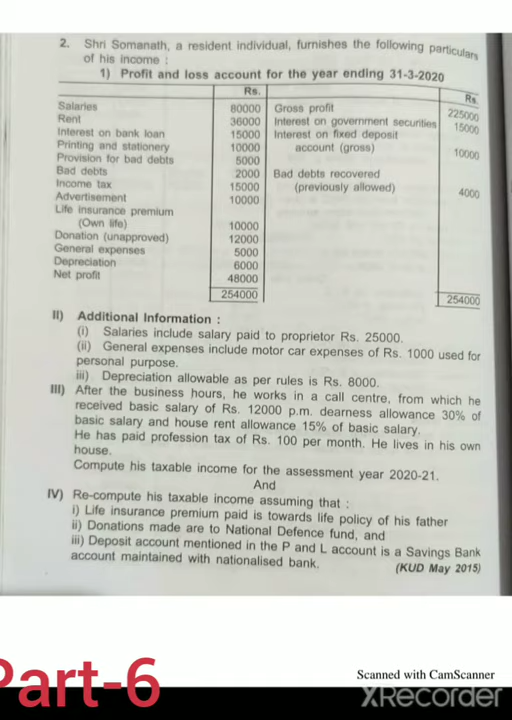 2. Shri Somanath, a resident individual, furnishes the following particulars
of his income :
1) Profit and loss account for the year ending 31-3-2020
Rs. Rs.
Salaries 80000 Gross profit 225000
Rent 36000 Interest on government securities 15000
Interest on bank loan 15000 Interest on fixed deposit
Printing and stationery 10000 account (gross) 10000
Provision for bad debts 5000
Bad debts 2000 Bad debts recovered
Income tax 15000 (previously allowed) 4000
Advertisement 10000
Life insurance premium
(Own life) 10000
Donation (unapproved) 12000
General expenses 5000
Depreciation 6000
Net profit 48000
254000 254000
II) Additional Information :
(i) Salaries include salary paid to proprietor Rs. 25000.
(ii) General expenses include motor car expenses of Rs. 1000 used for
personal purpose.
iii) Depreciation allowable as per rules is Rs. 8000.
III) After the business hours, he works in a call centre, from which he
received basic salary of Rs. 12000 p.m. dearness allowance 30% of
basic salary and house rent allowance 15% of basic salary.
He has paid profession tax of Rs. 100 per month. He lives in his own
house.
Compute his taxable income for the assessment year 2020-21.
And
IV) Re-compute his taxable income assuming that :
i) Life insurance premium paid is towards life policy of his father
ii) Donations made are to National Defence fund, and
iii) Deposit account mentioned in the P and L account is a Savings Bank
account maintained with nationalised bank. (KUD May 2015)
Part-6
Scanned with CamScanner
XRecorder